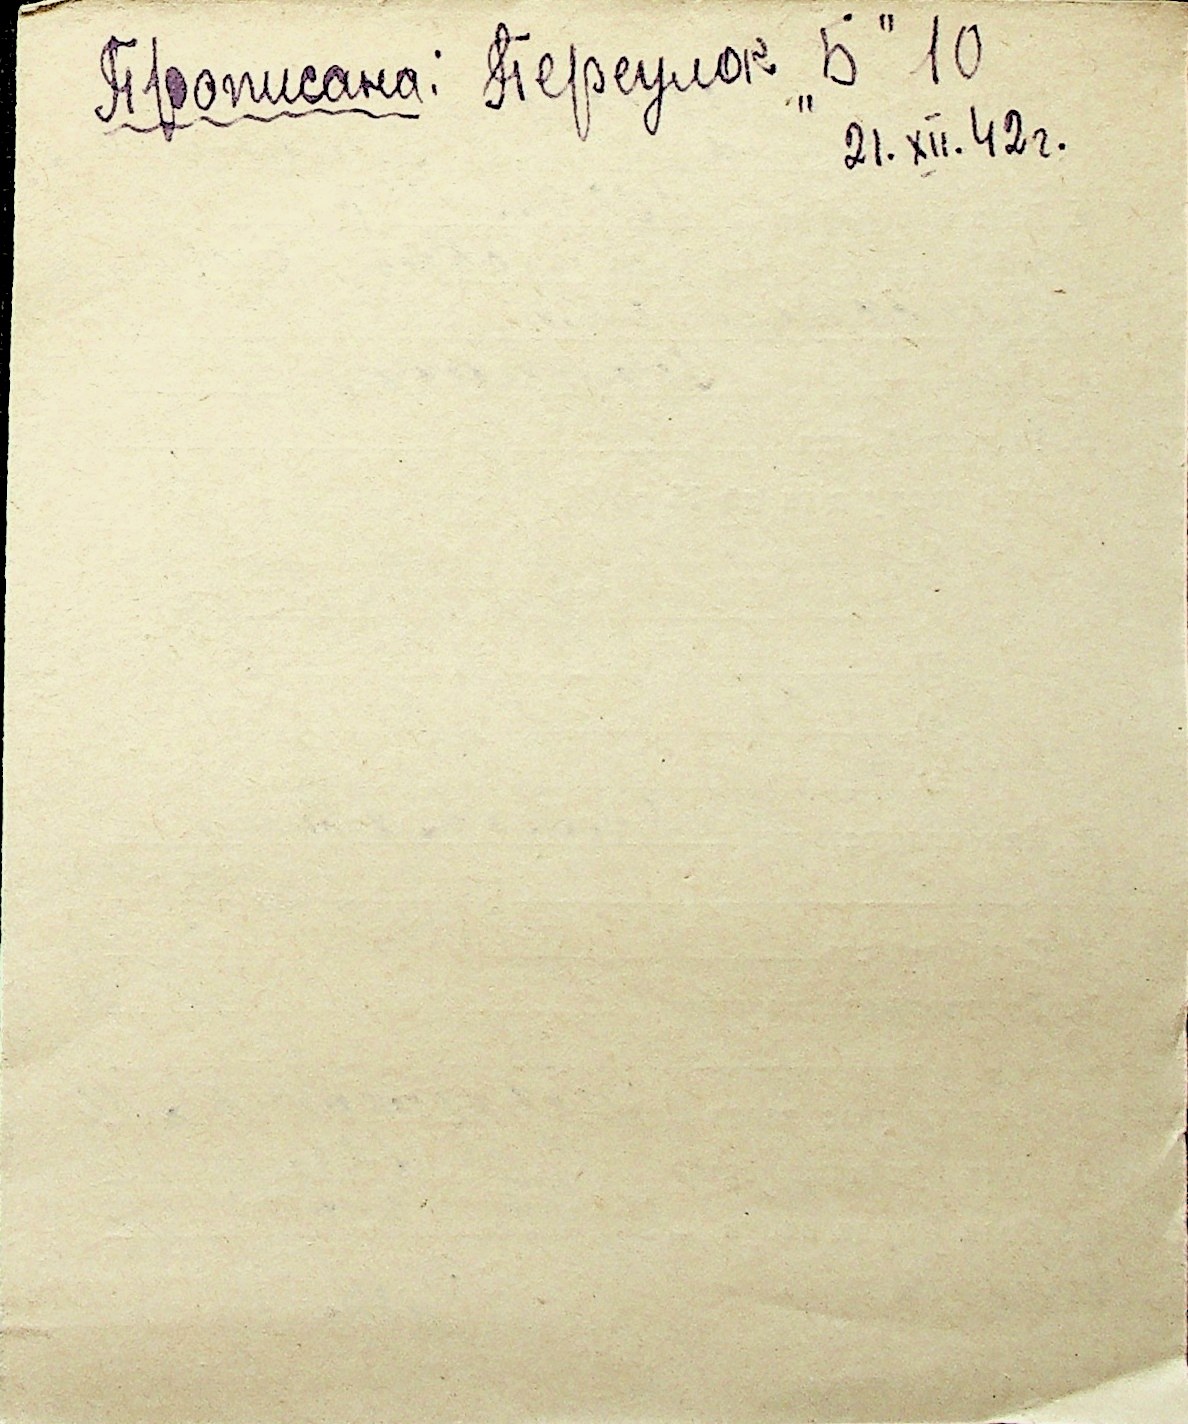 Прописана: Переулок „Б" 10
21.XII.42г.